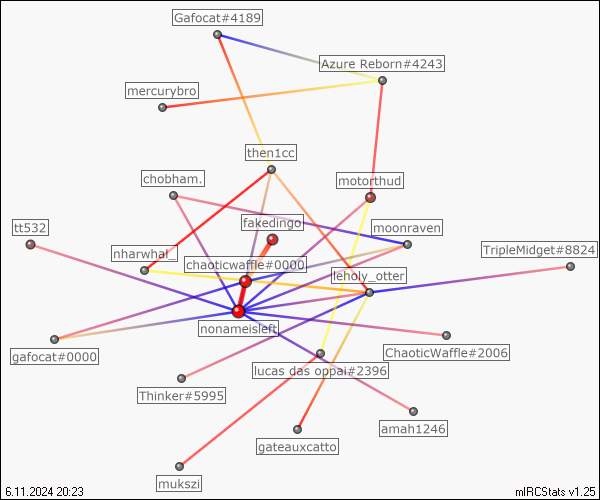 Gafocat#4189
Azure Reborn#4243
mercurybro
then1cc
chobham.
motorthud
fakedingo
tt532
moonraven
nharwhal_
TripleMidget#8824
chaoticwaffle#0000
leholy_otter
nonameisleft
gafocat#0000
ChaoticWaffle#2006
lucas das oppai#2396
Thinker#5995
amah1246
gateauxcatto
mukszi
6.11.2024 20:23
mIRCStats v1.25